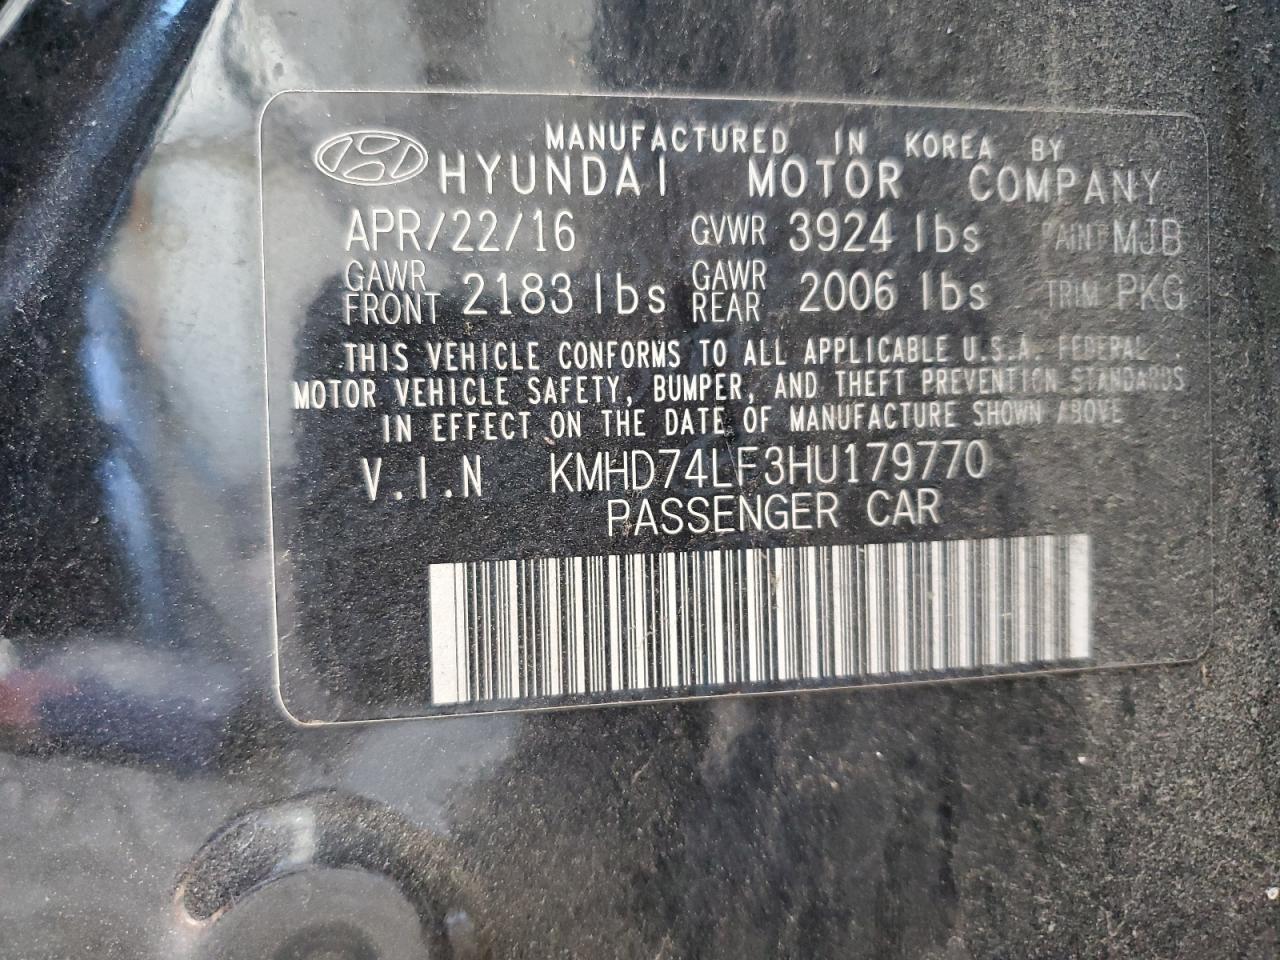 MANUFACTURED IN KOREA BY
HYUNDAI MOTOR COMPANY
APR/22/16 GVWR 3924 lbs PAINT MJB
GAWR FRONT 2183 lbs GAWR REAR 2006 lbs TRIM PKG
THIS VEHICLE CONFORMS TO ALL APPLICABLE U.S.A. FEDERAL
MOTOR VEHICLE SAFETY, BUMPER, AND THEFT PREVENTION STANDARDS
IN EFFECT ON THE DATE OF MANUFACTURE SHOWN ABOVE
V.I.N KMHD74LF3HU179770
PASSENGER CAR